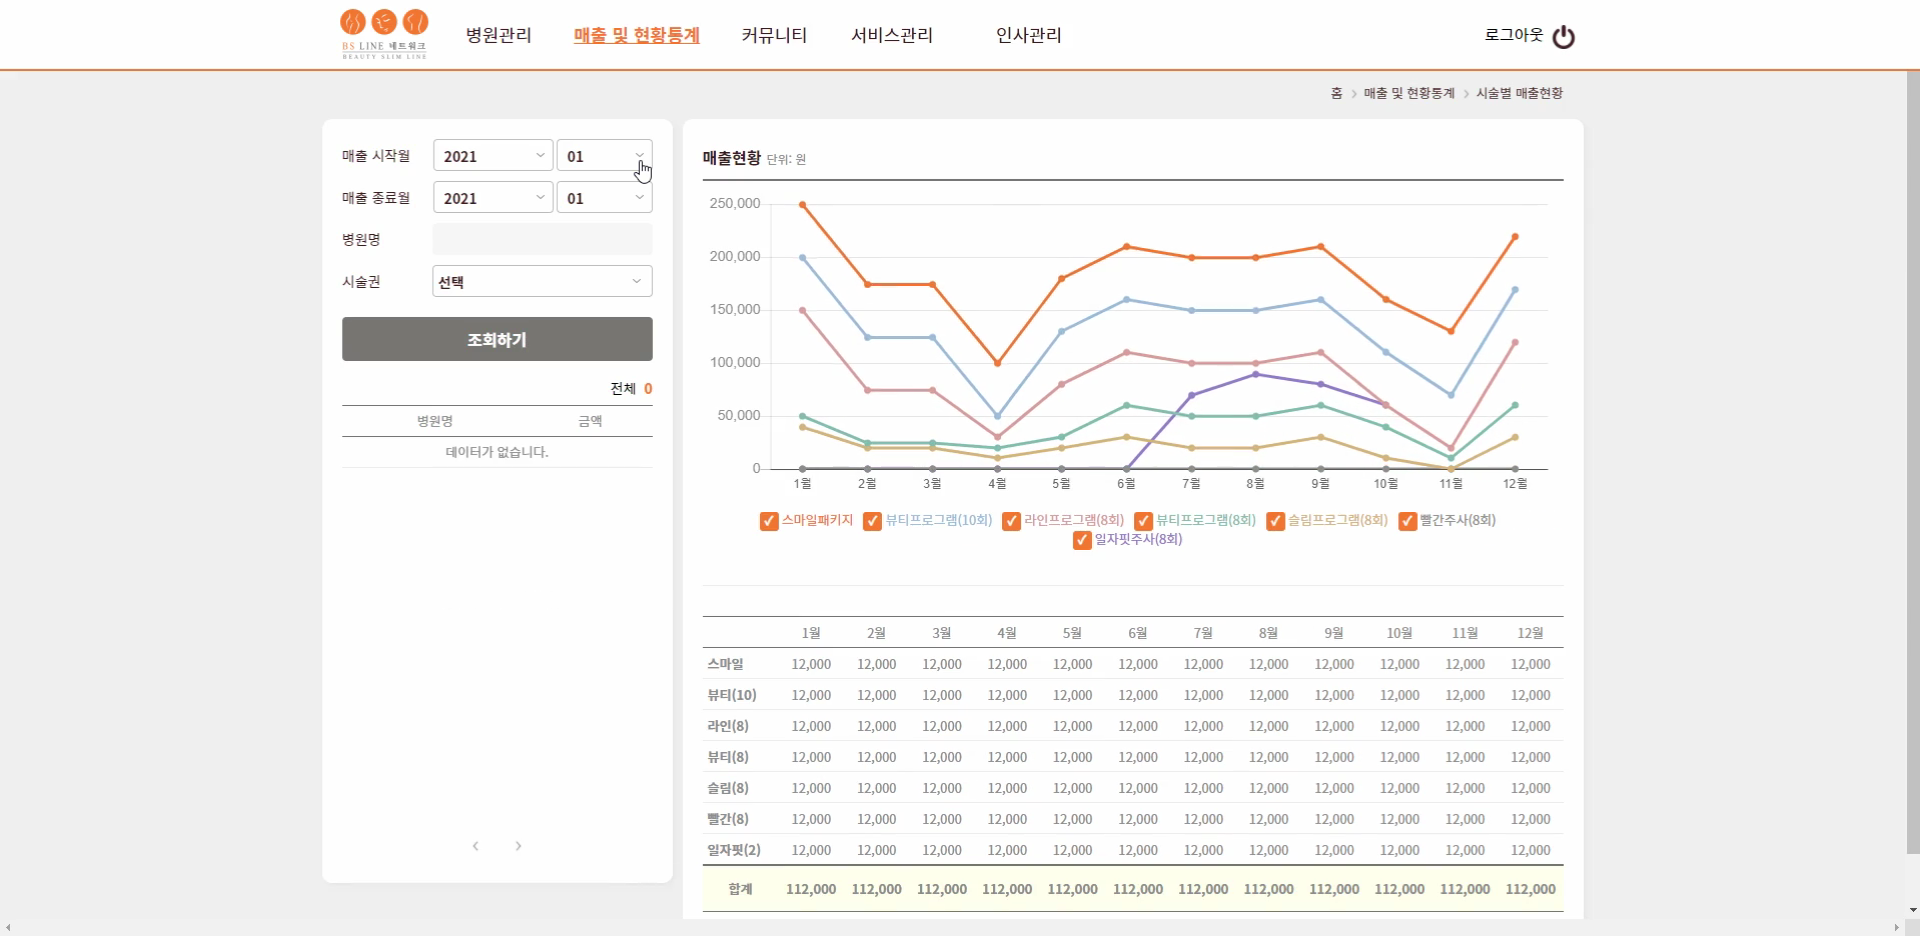 BS LINE 네트워크
BEAUTY SLIM LINE
병원관리 매출 및 현황통계 커뮤니티 서비스관리 인사관리 로그아웃
홈 > 매출 및 현황통계 > 시술별 매출현황
매출 시작월 2021 01
매출 종료월 2021 01
병원명
시술권 선택
조회하기
전체 0
병원명 금액
데이터가 없습니다.
매출현황 단위: 원
250,000
200,000
150,000
100,000
50,000
0
1월 2월 3월 4월 5월 6월 7월 8월 9월 10월 11월 12월
스마일패키지 뷰티프로그램(10회) 라인프로그램(8회) 뷰티프로그램(8회) 슬림프로그램(8회) 빨간주사(8회)
일자핏주사(8회)
1월 2월 3월 4월 5월 6월 7월 8월 9월 10월 11월 12월
스마일 12,000 12,000 12,000 12,000 12,000 12,000 12,000 12,000 12,000 12,000 12,000 12,000
뷰티(10) 12,000 12,000 12,000 12,000 12,000 12,000 12,000 12,000 12,000 12,000 12,000 12,000
라인(8) 12,000 12,000 12,000 12,000 12,000 12,000 12,000 12,000 12,000 12,000 12,000 12,000
뷰티(8) 12,000 12,000 12,000 12,000 12,000 12,000 12,000 12,000 12,000 12,000 12,000 12,000
슬림(8) 12,000 12,000 12,000 12,000 12,000 12,000 12,000 12,000 12,000 12,000 12,000 12,000
빨간(8) 12,000 12,000 12,000 12,000 12,000 12,000 12,000 12,000 12,000 12,000 12,000 12,000
일자핏(2) 12,000 12,000 12,000 12,000 12,000 12,000 12,000 12,000 12,000 12,000 12,000 12,000
합계 112,000 112,000 112,000 112,000 112,000 112,000 112,000 112,000 112,000 112,000 112,000 112,000